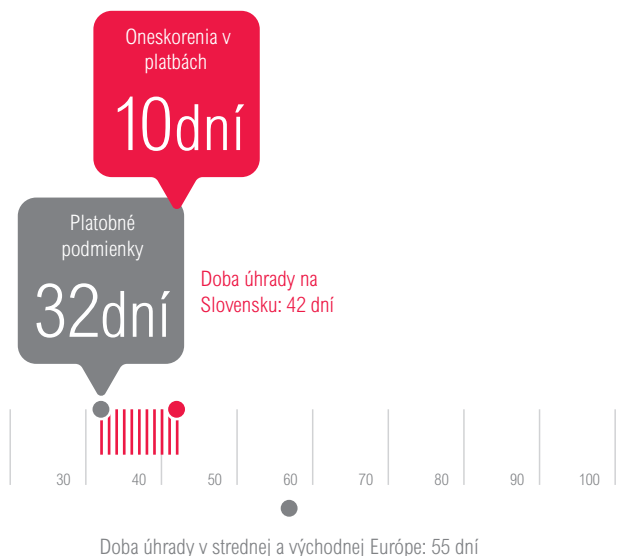 Oneskorenia v
platbách
10dní
Platobné
podmienky
32dní
Doba úhrady na
Slovensku: 42 dní
30 40 50 60 70 80 90 100
Doba úhrady v strednej a východnej Európe: 55 dní